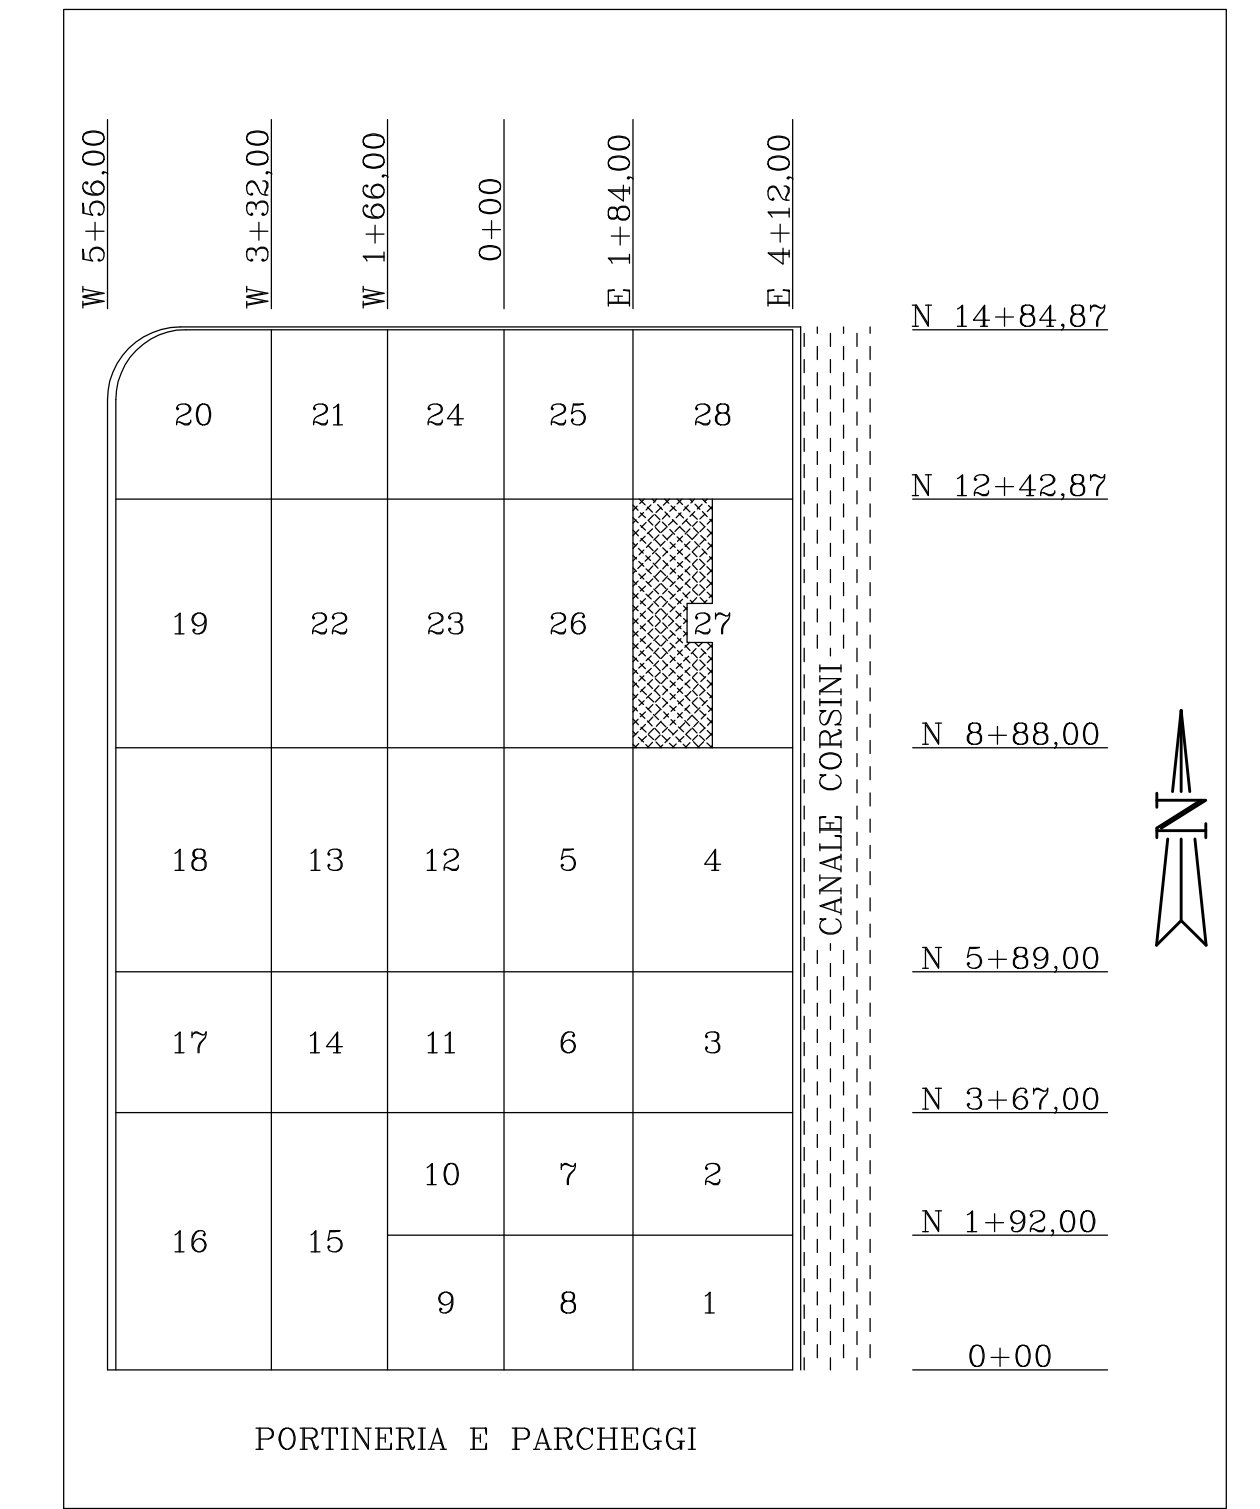 W 5+56,00
W 3+32,00
W 1+66,00
0+00
E 1+84,00
E 4+12,00
N 14+84,87
20 21 24 25 28
N 12+42,87
19 22 23 26 27
N 8+88,00
CANALE CORSINI
N
18 13 12 5 4
N 5+89,00
17 14 11 6 3
N 3+67,00
10 7 2
N 1+92,00
16 15
9 8 1
0+00
PORTINERIA E PARCHEGGI